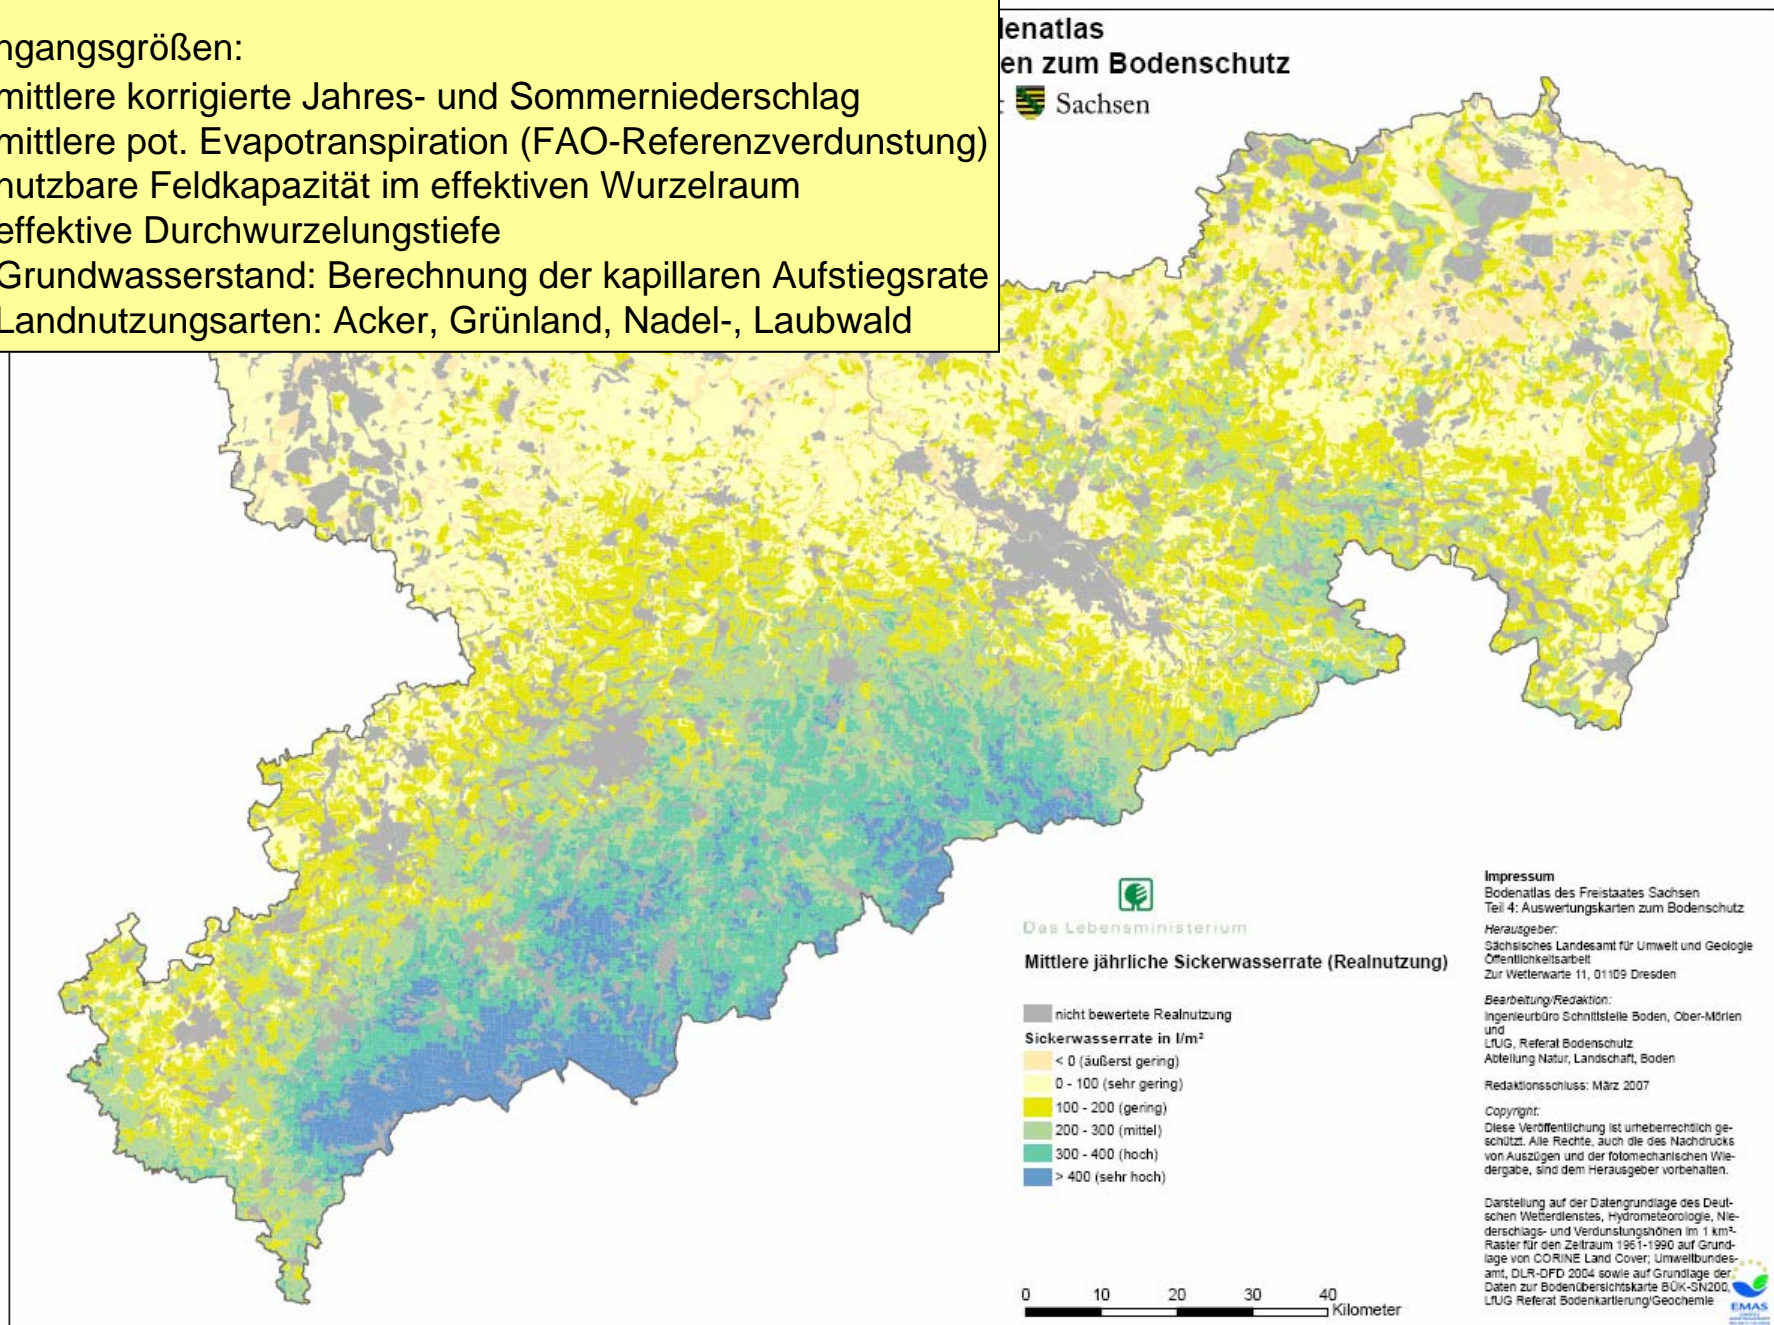 ngangsgrößen:
mittlere korrigierte Jahres- und Sommerniederschlag
mittlere pot. Evapotranspiration (FAO-Referenzverdunstung)
nutzbare Feldkapazität im effektiven Wurzelraum
effektive Durchwurzelungstiefe
Grundwasserstand: Berechnung der kapillaren Aufstiegsrate
Landnutzungsarten: Acker, Grünland, Nadel-, Laubwald
denatlas
en zum Bodenschutz
Sachsen
Das Lebensministerium
Mittlere jährliche Sickerwasserrate (Realnutzung)
nicht bewertete Realnutzung
Sickerwasserrate in l/m²
< 0 (äußerst gering)
0 - 100 (sehr gering)
100 - 200 (gering)
200 - 300 (mittel)
300 - 400 (hoch)
> 400 (sehr hoch)
0 10 20 30 40
Kilometer
Impressum
Bodenatlas des Freistaates Sachsen
Teil 4: Auswertungskarten zum Bodenschutz
Herausgeber:
Sächsisches Landesamt für Umwelt und Geologie
Öffentlichkeitsarbeit
Zur Wetterwarte 11, 01109 Dresden
Bearbeitung/Redaktion:
Ingenieurbüro Schnittstelle Boden, Ober-Mörlen
und
LfUG, Referat Bodenschutz
Abteilung Natur, Landschaft, Boden
Redaktionsschluss: März 2007
Copyright:
Diese Veröffentlichung ist urheberrechtlich ge-
schützt. Alle Rechte, auch die des Nachdrucks
von Auszügen und der fotomechanischen Wie-
dergabe, sind dem Herausgeber vorbehalten.
Darstellung auf der Datengrundlage des Deut-
schen Wetterdienstes, Hydrometeorologie, Nie-
derschlags- und Verdunstungshöhen im 1 km²-
Raster für den Zeitraum 1961-1990 auf Grund-
lage von CORINE Land Cover; Umweltbundes-
amt, DLR-DFD 2004 sowie auf Grundlage der
Daten zur Bodenübersichtskarte BÜK-SN200,
LfUG Referat Bodenkartierung/Geochemie
EMAS